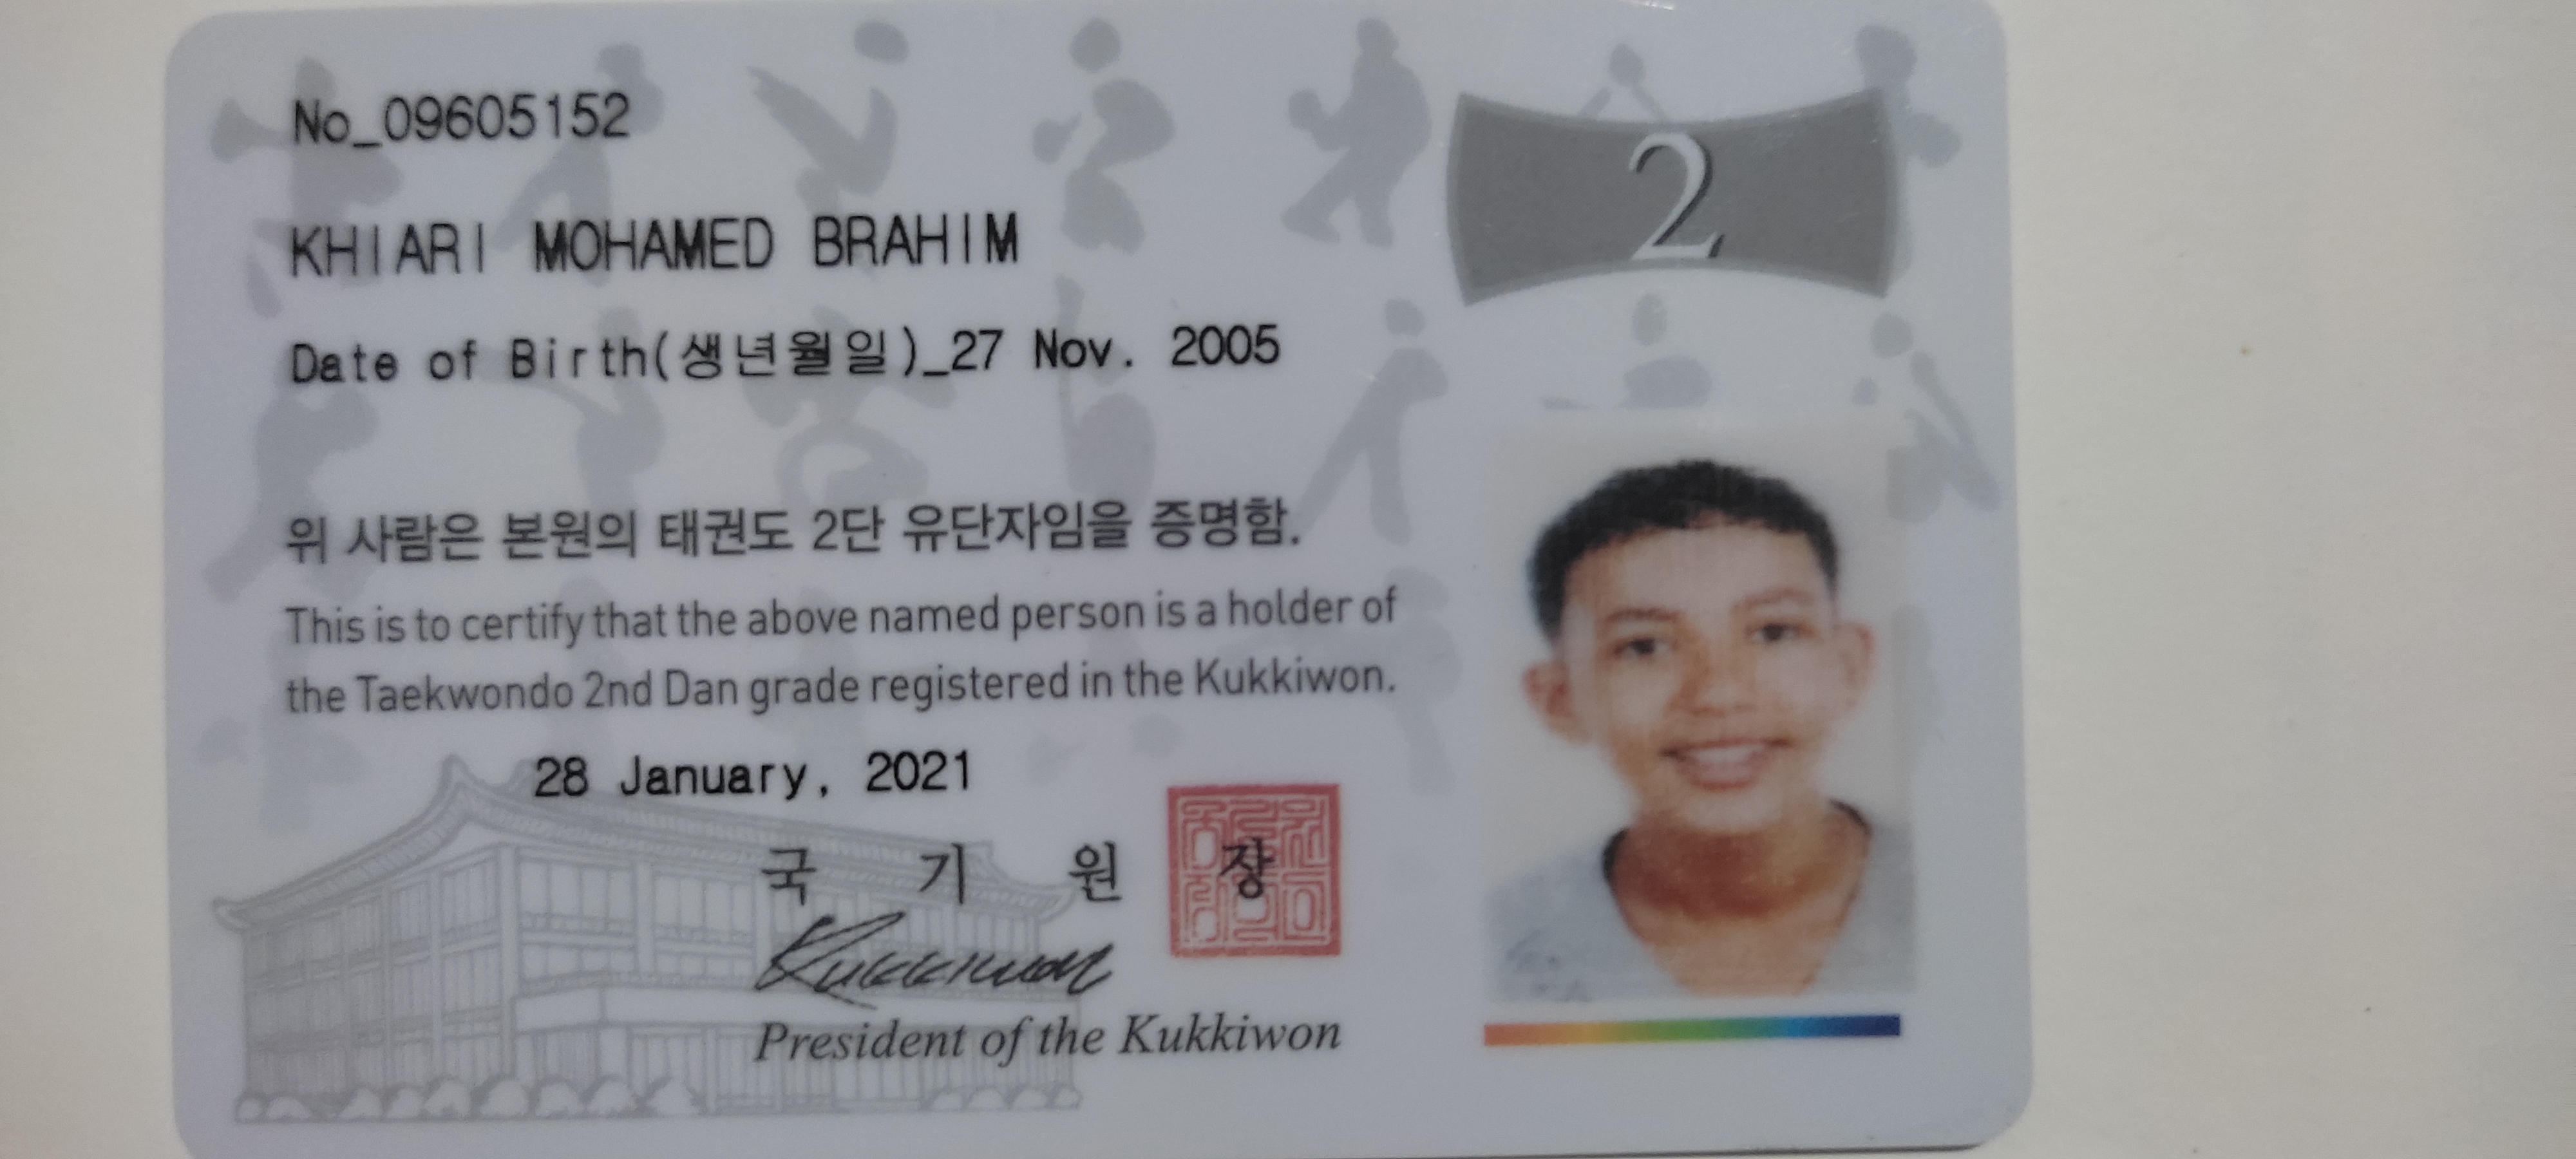 No_09605152
2
KHIARI MOHAMED BRAHIM
Date of Birth(생년월일)_27 Nov. 2005
위 사람은 본원의 태권도 2단 유단자임을 증명함.
This is to certify that the above named person is a holder of
the Taekwondo 2nd Dan grade registered in the Kukkiwon.
28 January, 2021
국 기 원 장
Kukkiwon
President of the Kukkiwon